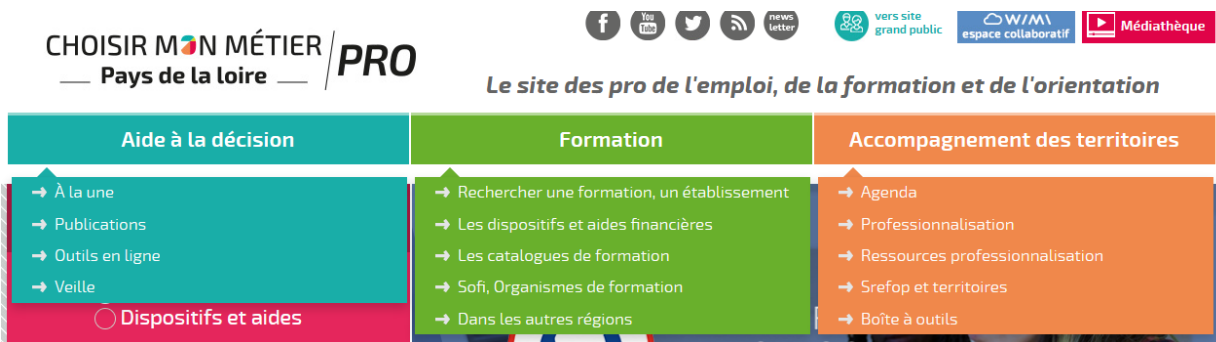 CHOISIR MON MÉTIER
Pays de la loire
PRO
You Tube
news letter
vers site
grand public
espace collaboratif
Médiathèque
Le site des pro de l'emploi, de la formation et de l'orientation
Aide à la décision
Formation
Accompagnement des territoires
À la une
Publications
Outils en ligne
Veille
Rechercher une formation, un établissement
Les dispositifs et aides financières
Les catalogues de formation
Sofi, Organismes de formation
Dans les autres régions
Agenda
Professionnalisation
Ressources professionnalisation
Srefop et territoires
Boîte à outils
Dispositifs et aides